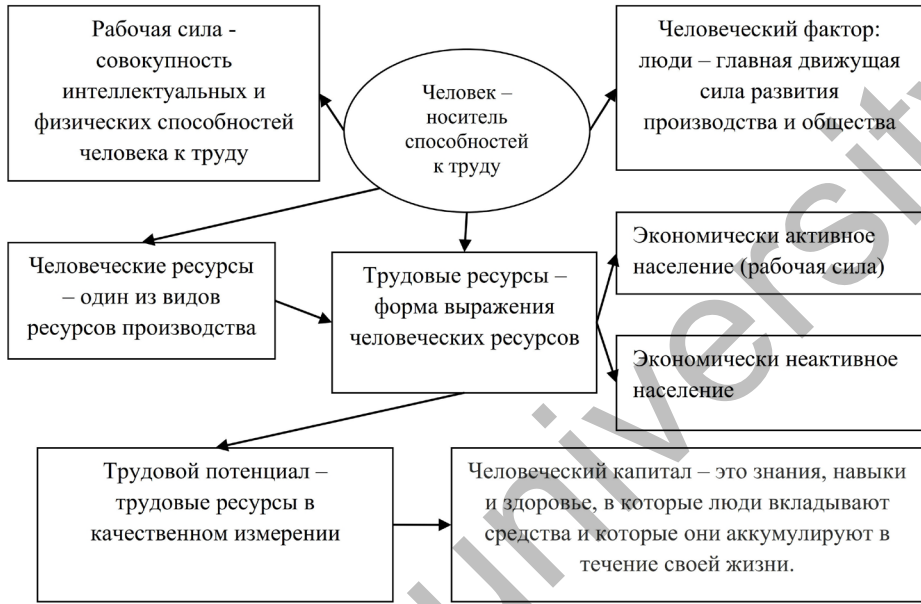 Рабочая сила -
совокупность
интеллектуальных и
физических способностей
человека к труду
Человек –
носитель
способностей
к труду
Человеческий фактор:
люди – главная движущая
сила развития
производства и общества
Человеческие ресурсы
– один из видов
ресурсов производства
Трудовые ресурсы –
форма выражения
человеческих ресурсов
Экономически активное
население (рабочая сила)
Экономически неактивное
население
Трудовой потенциал –
трудовые ресурсы в
качественном измерении
Человеческий капитал – это знания, навыки
и здоровье, в которые люди вкладывают
средства и которые они аккумулируют в
течение своей жизни.
university